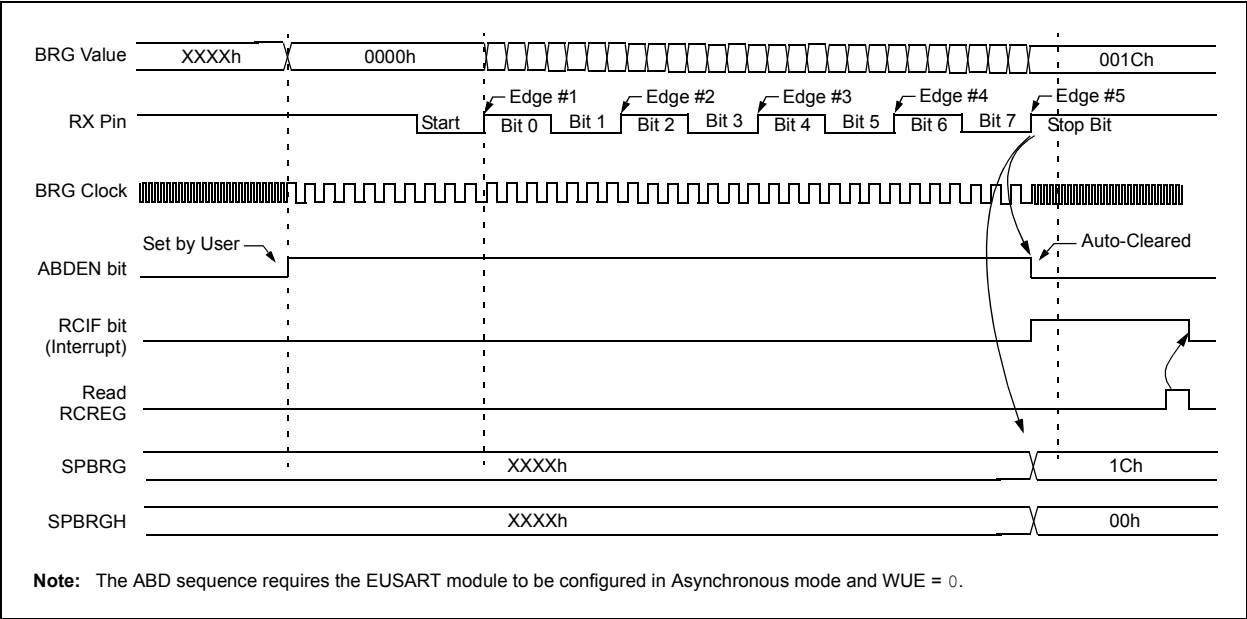 BRG Value XXXXh 0000h 001Ch
Edge #1 Edge #2 Edge #3 Edge #4 Edge #5
RX Pin Start Bit 0 Bit 1 Bit 2 Bit 3 Bit 4 Bit 5 Bit 6 Bit 7 Stop Bit
BRG Clock
Set by User Auto-Cleared
ABDEN bit
RCIF bit
(Interrupt)
Read
RCREG
SPBRG XXXXh 1Ch
SPBRGH XXXXh 00h
Note: The ABD sequence requires the EUSART module to be configured in Asynchronous mode and WUE = 0.